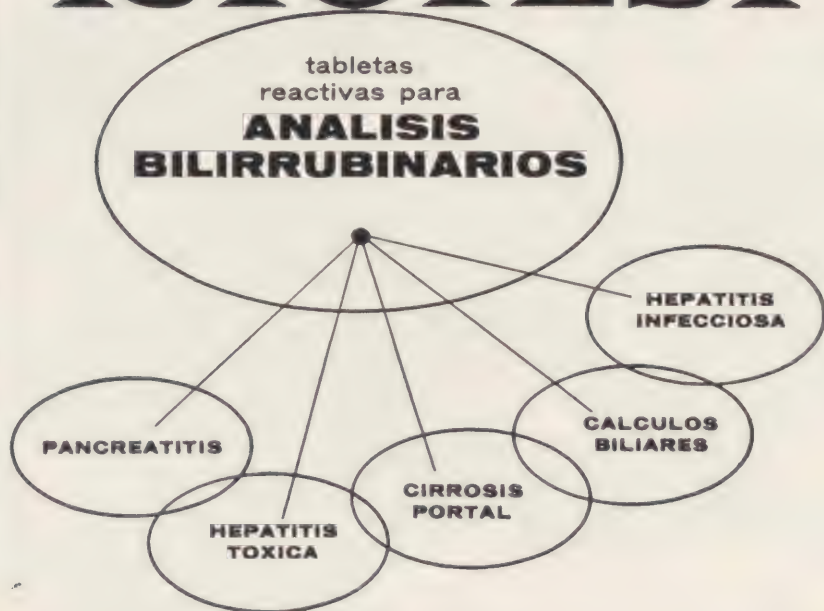 tabletas
reactivas para
ANALISIS
BILIRRUBINARIOS
HEPATITIS
INFECCIOSA
CALCULOS
BILIARES
PANCREATITIS
CIRROSIS
PORTAL
HEPATITIS
TOXICA